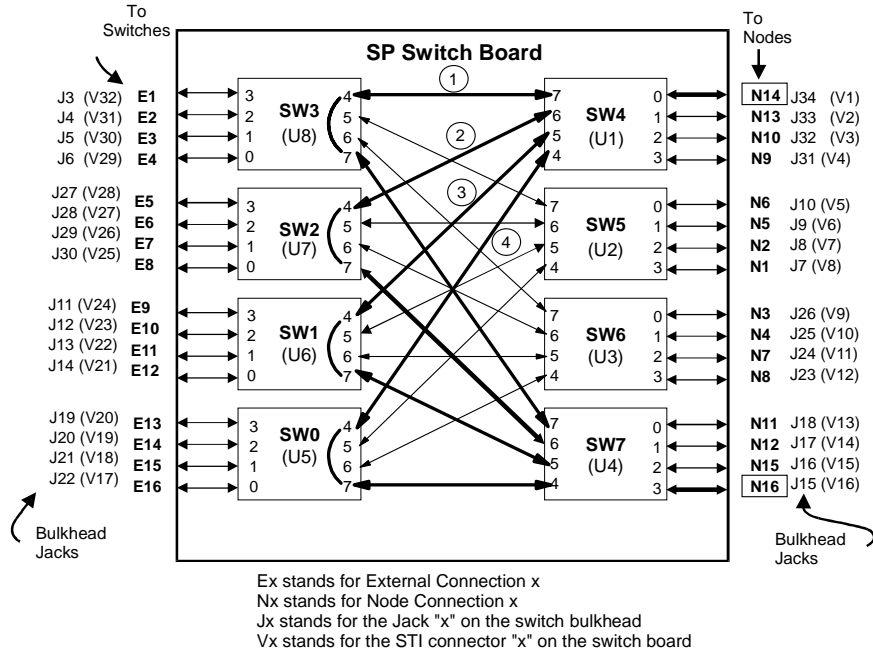 To
Switches
To
Nodes
SP Switch Board
1
2
3
4
J3 (V32) E1
J4 (V31) E2
J5 (V30) E3
J6 (V29) E4
3
2
1
0
SW3
(U8)
4
5
6
7
7
6
5
4
SW4
(U1)
0
1
2
3
N14 J34 (V1)
N13 J33 (V2)
N10 J32 (V3)
N9 J31 (V4)
J27 (V28) E5
J28 (V27) E6
J29 (V26) E7
J30 (V25) E8
3
2
1
0
SW2
(U7)
4
5
6
7
7
6
5
4
SW5
(U2)
0
1
2
3
N6 J10 (V5)
N5 J9 (V6)
N2 J8 (V7)
N1 J7 (V8)
J11 (V24) E9
J12 (V23) E10
J13 (V22) E11
J14 (V21) E12
3
2
1
0
SW1
(U6)
4
5
6
7
7
6
5
4
SW6
(U3)
0
1
2
3
N3 J26 (V9)
N4 J25 (V10)
N7 J24 (V11)
N8 J23 (V12)
J19 (V20) E13
J20 (V19) E14
J21 (V18) E15
J22 (V17) E16
3
2
1
0
SW0
(U5)
4
5
6
7
7
6
5
4
SW7
(U4)
0
1
2
3
N11 J18 (V13)
N12 J17 (V14)
N15 J16 (V15)
N16 J15 (V16)
Bulkhead
Jacks
Bulkhead
Jacks
Ex stands for External Connection x
Nx stands for Node Connection x
Jx stands for the Jack "x" on the switch bulkhead
Vx stands for the STI connector "x" on the switch board